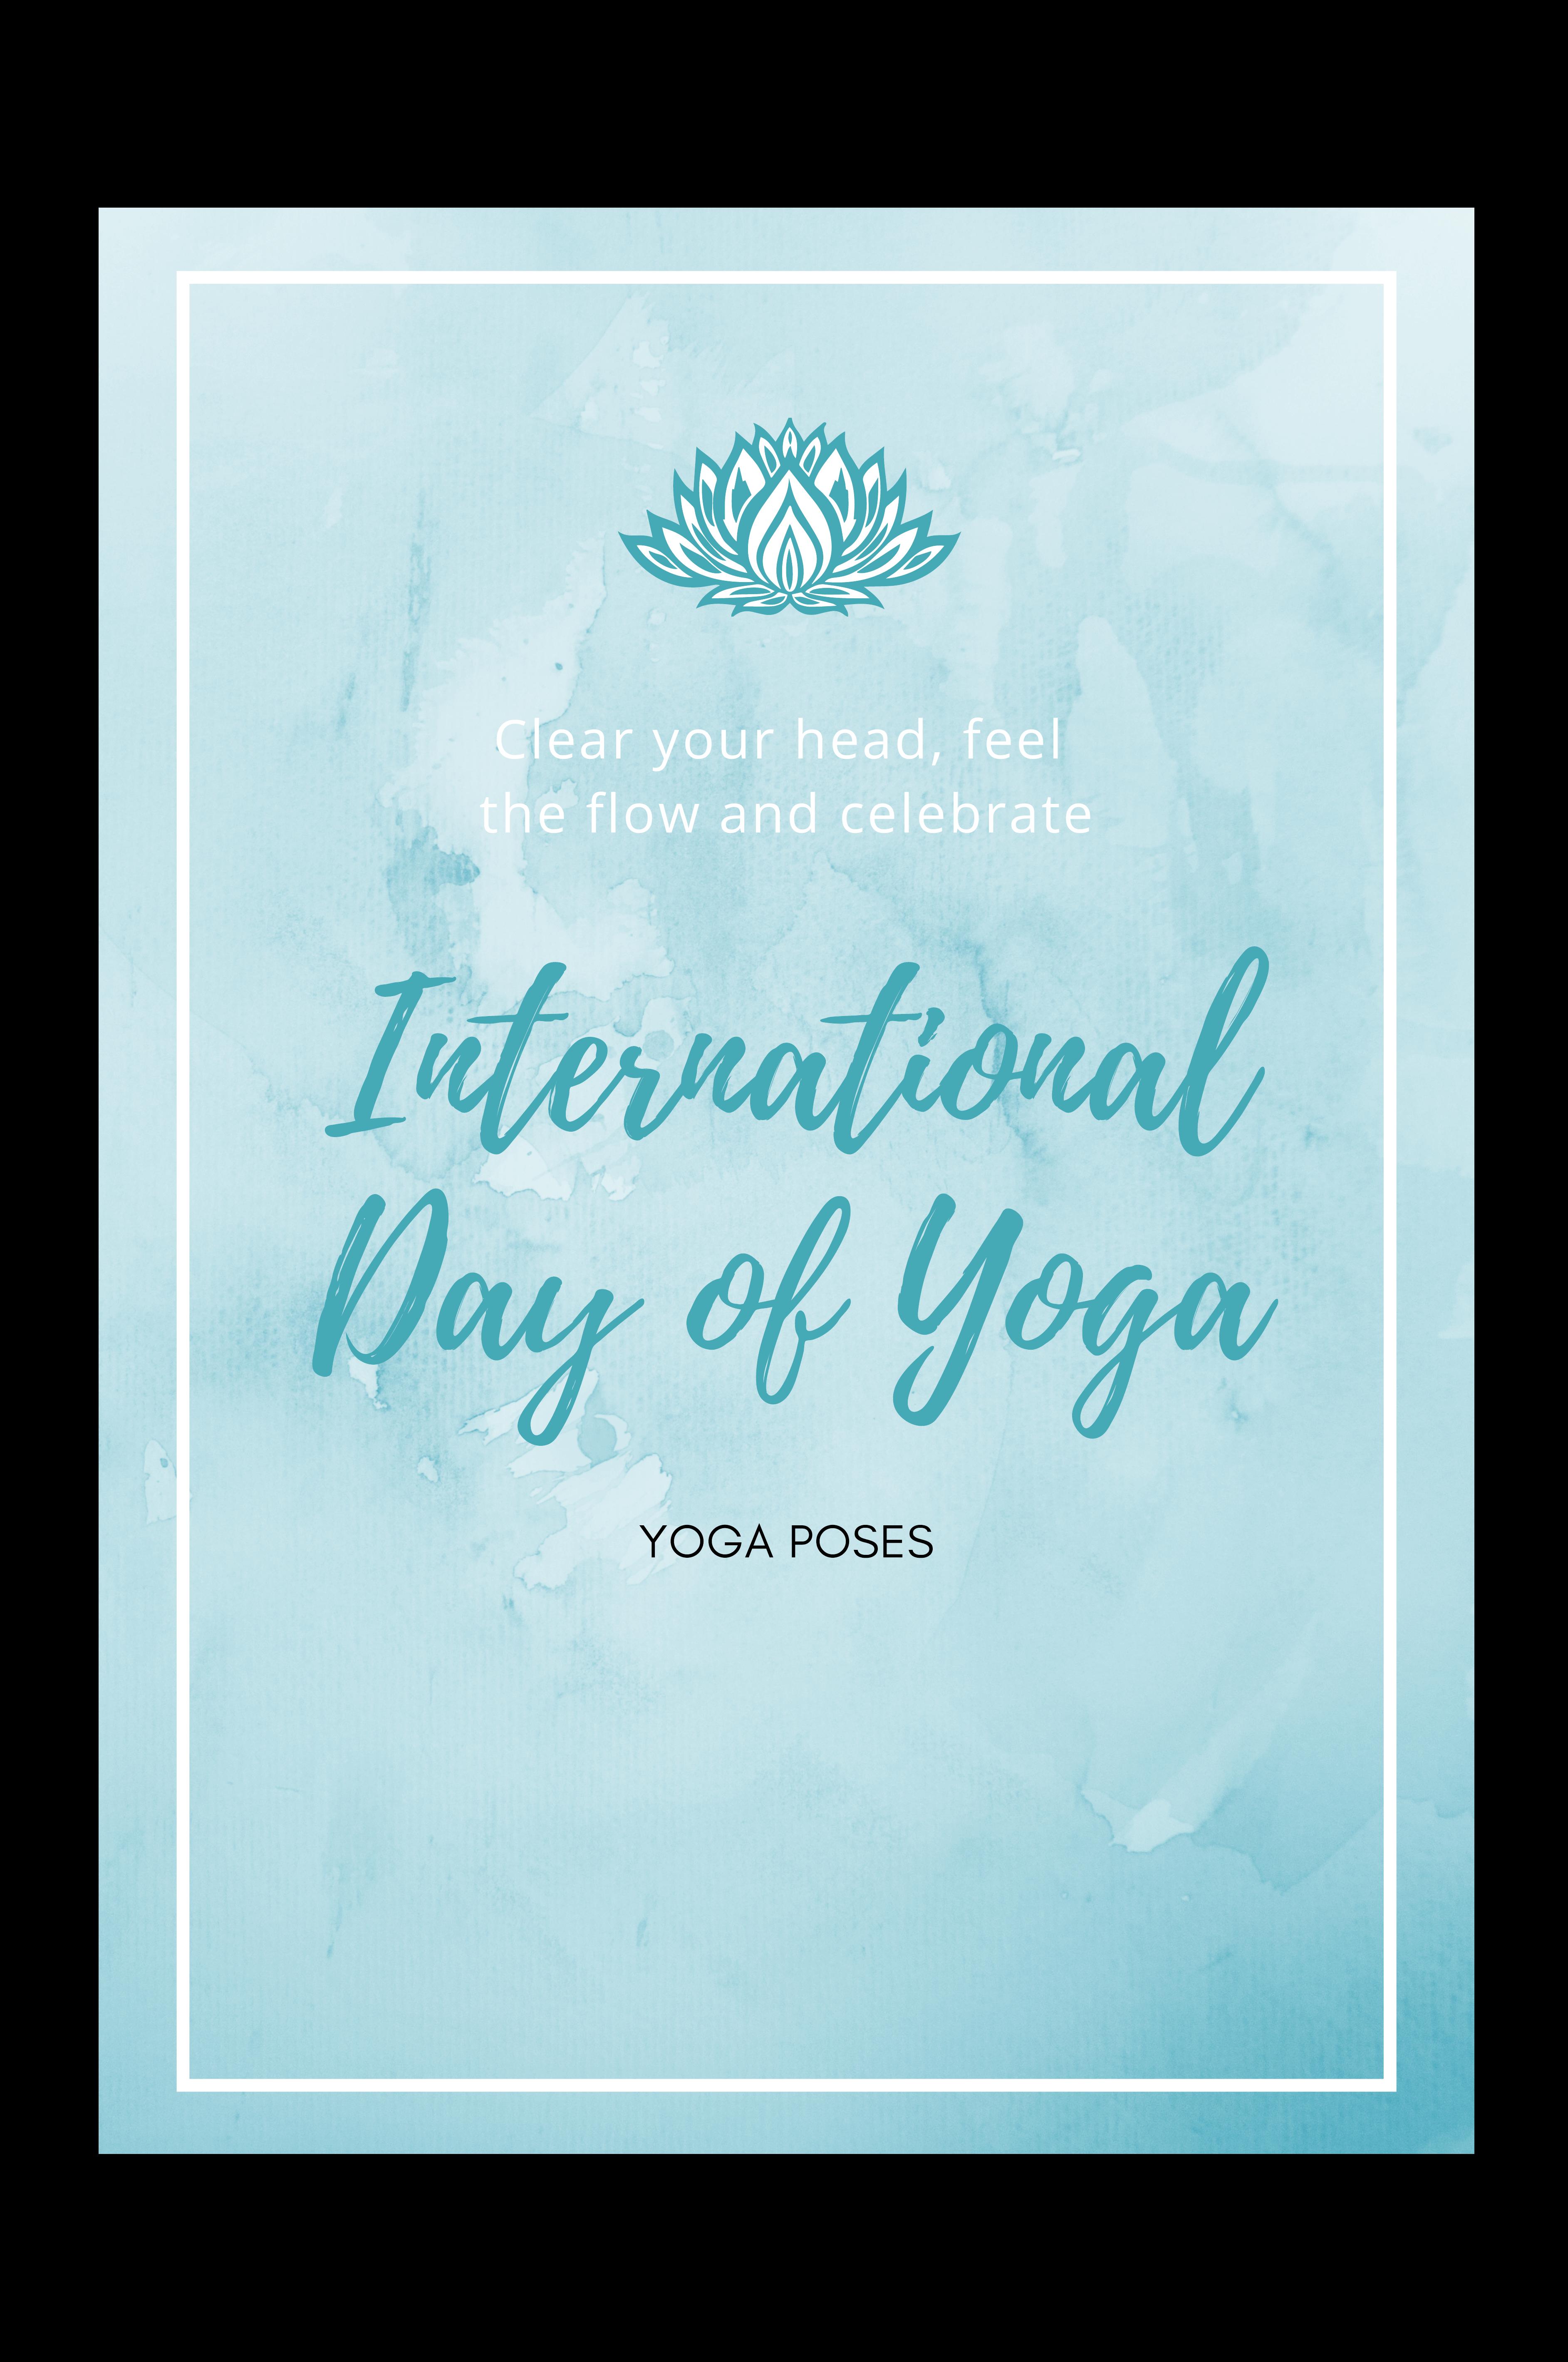 Clear your head, feel
the flow and celebrate
International
Day of Yoga
YOGA POSES